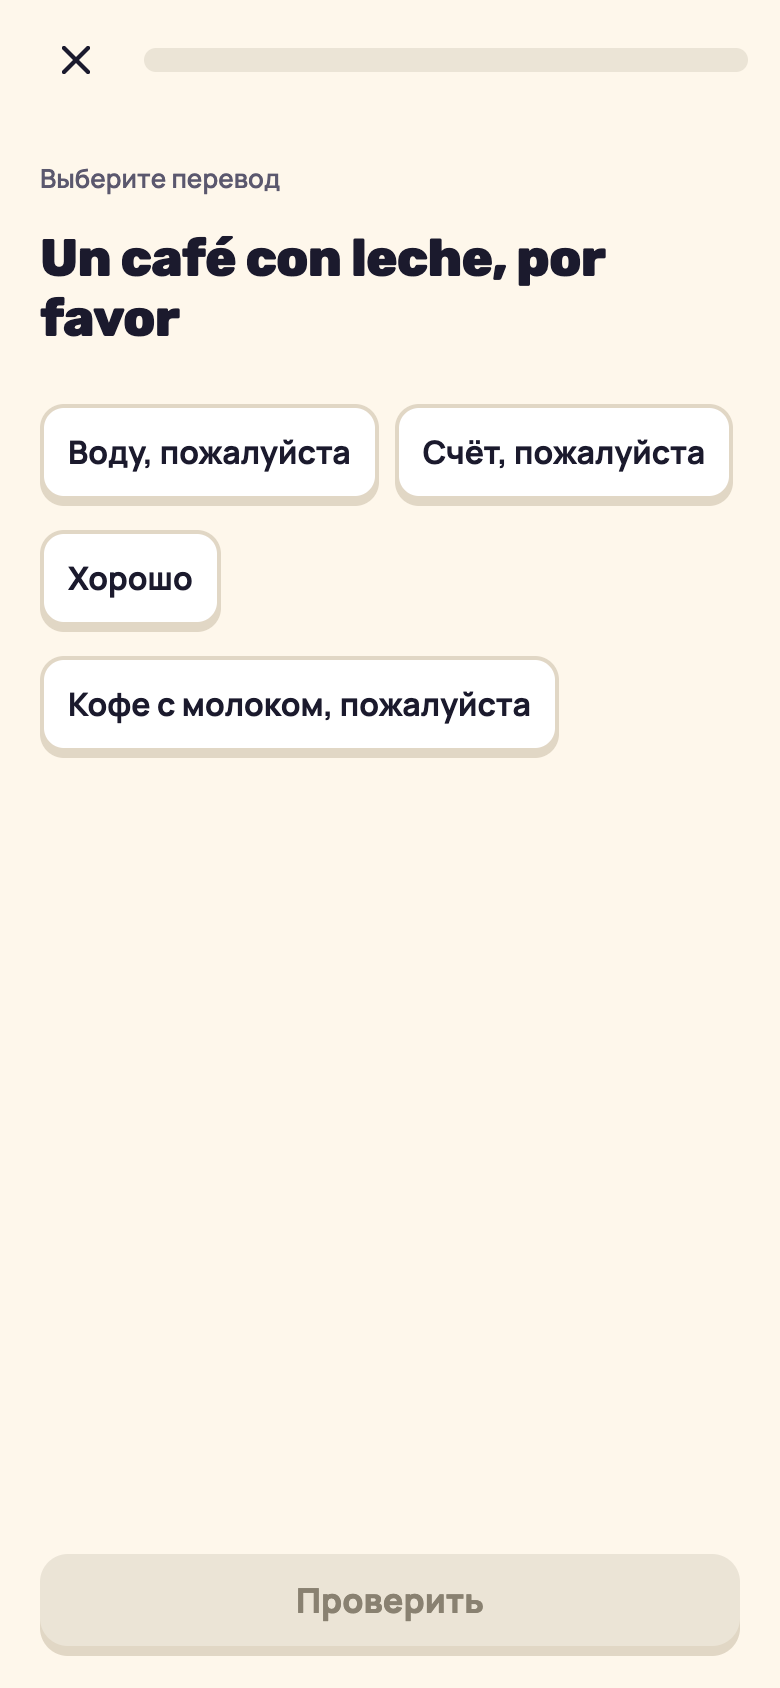 Выберите перевод
Un café con leche, por
favor
Воду, пожалуйста
Счёт, пожалуйста
Хорошо
Кофе с молоком, пожалуйста
Проверить